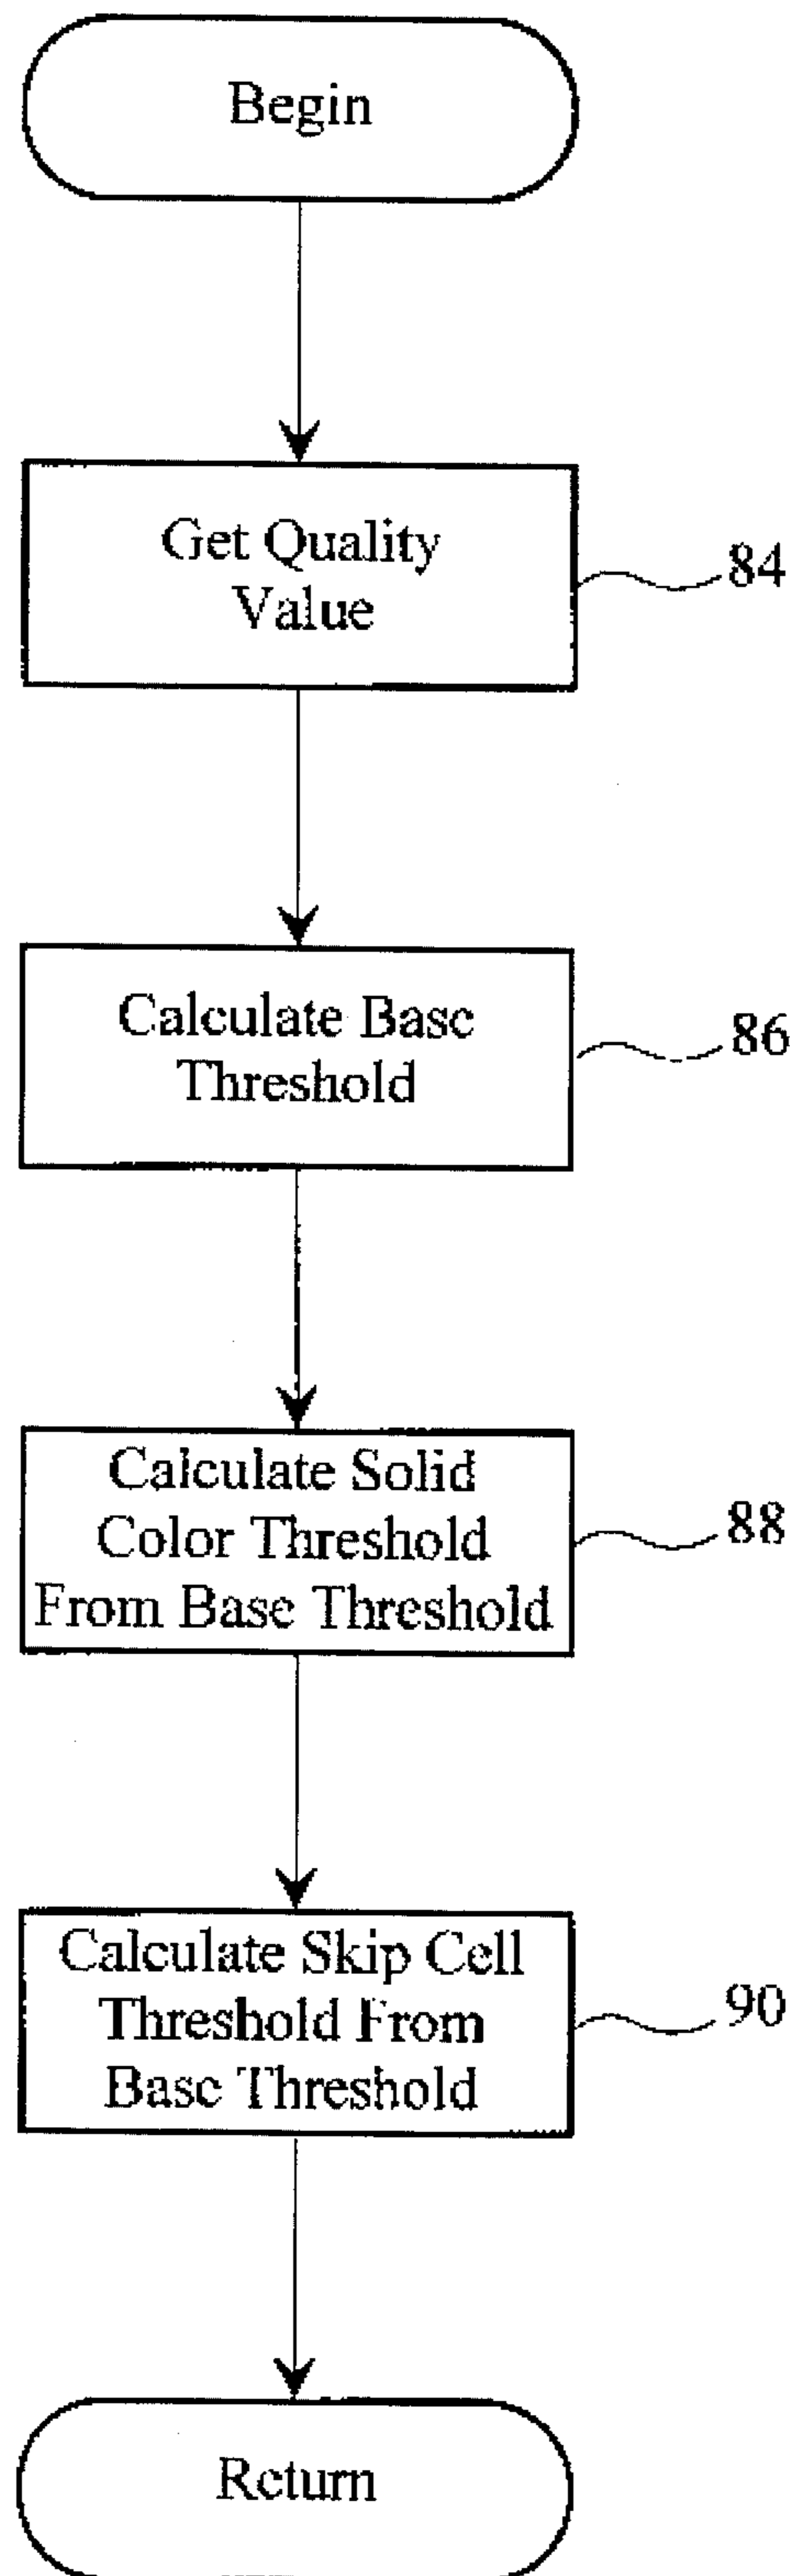 Begin
Get Quality
Value
84
Calculate Base
Threshold
86
Calculate Solid
Color Threshold
From Base Threshold
88
Calculate Skip Cell
Threshold From
Base Threshold
90
Return